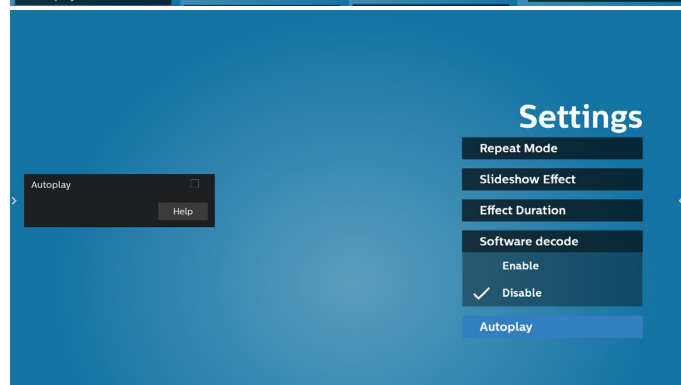 Settings
Repeat Mode
Slideshow Effect
Effect Duration
Software decode
Enable
Disable
Autoplay
Autoplay
Help